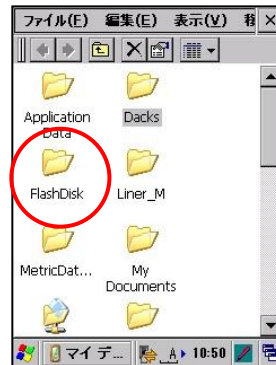 ファイル(F) 編集(E) 表示(V) 移
Application Data
Dacks
FlashDisk
Liner_M
MetricDat...
My Documents
マイ デ...
A
10:50